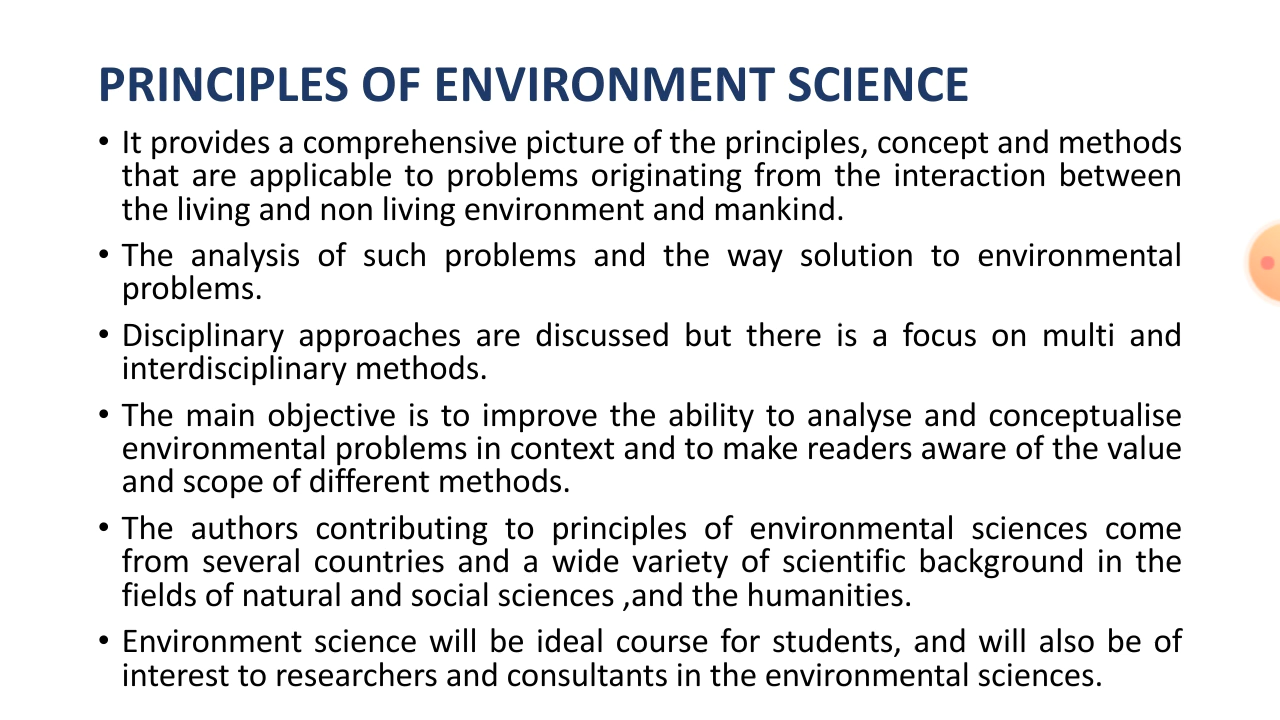 PRINCIPLES OF ENVIRONMENT SCIENCE
• It provides a comprehensive picture of the principles, concept and methods
that are applicable to problems originating from the interaction between
the living and non living environment and mankind.
• The analysis of such problems and the way solution to environmental
problems.
• Disciplinary approaches are discussed but there is a focus on multi and
interdisciplinary methods.
• The main objective is to improve the ability to analyse and conceptualise
environmental problems in context and to make readers aware of the value
and scope of different methods.
• The authors contributing to principles of environmental sciences come
from several countries and a wide variety of scientific background in the
fields of natural and social sciences ,and the humanities.
• Environment science will be ideal course for students, and will also be of
interest to researchers and consultants in the environmental sciences.